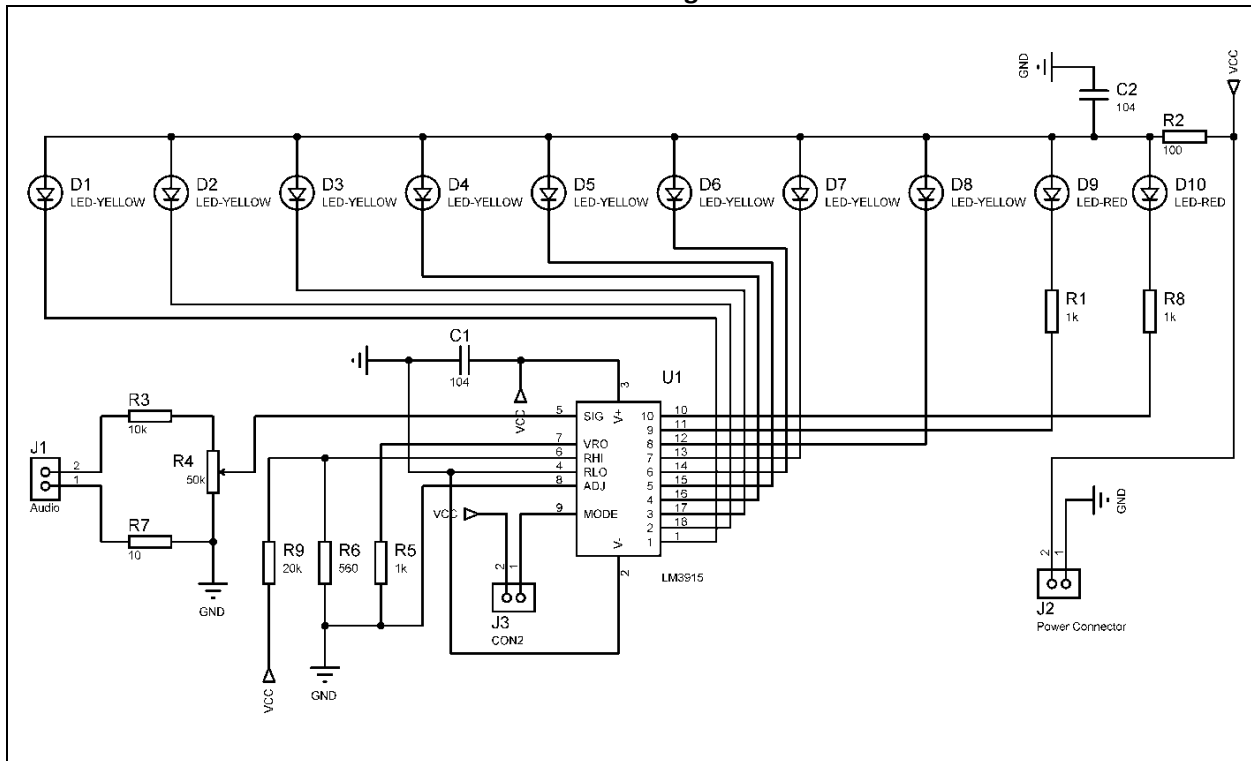 GND
VCC
C2
104
R2
100
D1
LED-YELLOW
D2
LED-YELLOW
D3
LED-YELLOW
D4
LED-YELLOW
D5
LED-YELLOW
D6
LED-YELLOW
D7
LED-YELLOW
D8
LED-YELLOW
D9
LED-RED
D10
LED-RED
R1
1k
R8
1k
C1
104
VCC
U1
3
V+
R3
10k
J1
2
1
Audio
R4
50k
R7
10
GND
5 SIG
7 VRO
6 RHI
4 RLO
8 ADJ
9 MODE
10 10
9 11
8 12
7 13
6 14
5 15
4 16
3 17
2 18
1 1
V-
2
LM3915
VCC
R9
20k
R6
560
R5
1k
2
1
J3
CON2
VCC
GND
GND
2
1
J2
Power Connector